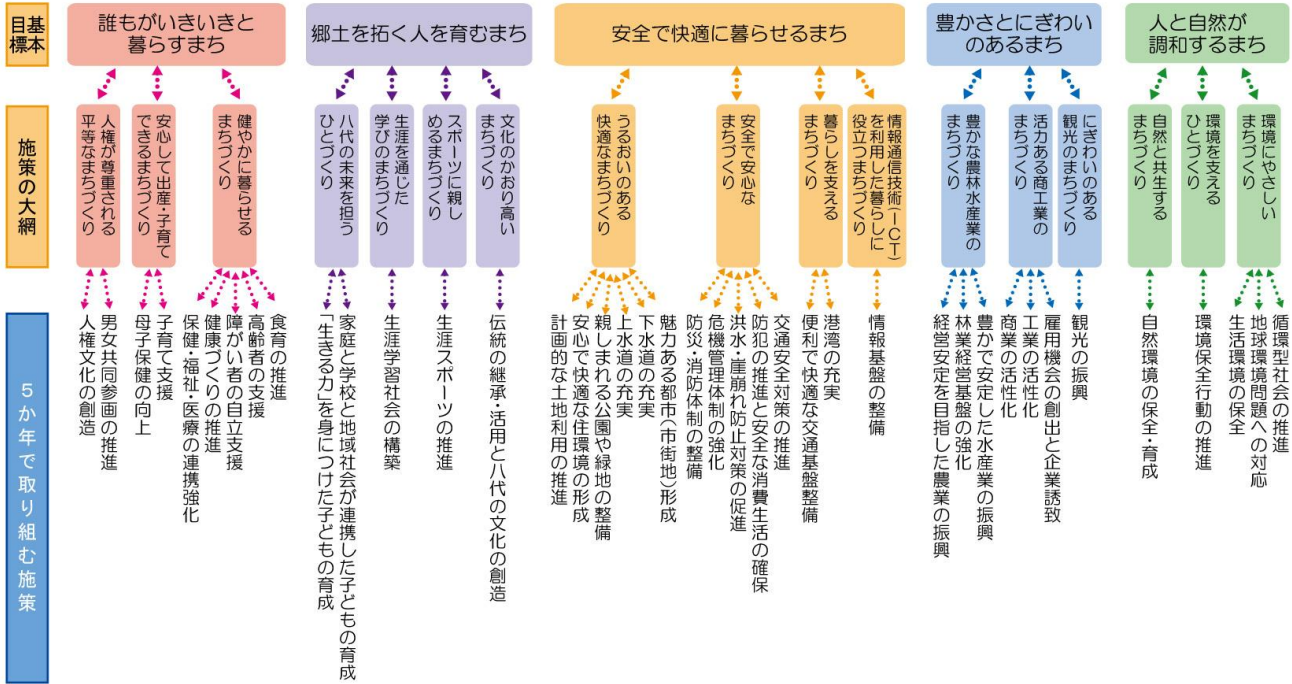 基本
目標
誰もがいきいきと
暮らすまち
郷土を拓く人を育むまち
安全で快適に暮らせるまち
豊かさとにぎわい
のあるまち
人と自然が
調和するまち
施策の大綱
人権が尊重される
平等なまちづくり
安心して出産・子育て
できるまちづくり
健やかに暮らせる
まちづくり
八代の未来を担う
ひとづくり
生涯を通じた
学びのまちづくり
スポーツに親し
めるまちづくり
文化のかおり高い
まちづくり
うるおいのある
快適なまちづくり
安全で安心な
まちづくり
暮らしを支える
まちづくり
情報通信技術(ICT)
を利用した暮らしに
役立つまちづくり
豊かな農林水産業の
まちづくり
活力ある商工業の
まちづくり
にぎわいのある
観光のまちづくり
自然と共生する
まちづくり
環境を支える
ひとづくり
環境にやさしい
まちづくり
5か年で取り組む施策
人権文化の創造
男女共同参画の推進
母子保健の向上
子育て支援
保健・福祉・医療の連携強化
健康づくりの推進
障がい者の自立支援
高齢者の支援
食育の推進
「生きる力」を身につけた子どもの育成
家庭と学校と地域社会が連携した子どもの育成
生涯学習社会の構築
生涯スポーツの推進
伝統の継承・活用と八代の文化の創造
計画的な土地利用の推進
安心で快適な住環境の形成
親しまれる公園や緑地の整備
上水道の充実
下水道の充実
魅力ある都市(市街地)形成
防災・消防体制の整備
危機管理体制の強化
洪水・崖崩れ防止対策の促進
防犯の推進と安全な消費生活の確保
交通安全対策の推進
便利で快適な交通基盤整備
港湾の充実
情報基盤の整備
経営安定を目指した農業の振興
林業経営基盤の強化
豊かで安定した水産業の振興
商業の活性化
工業の活性化
雇用機会の創出と企業誘致
観光の振興
自然環境の保全・育成
環境保全行動の推進
生活環境の保全
地球環境問題への対応
循環型社会の推進